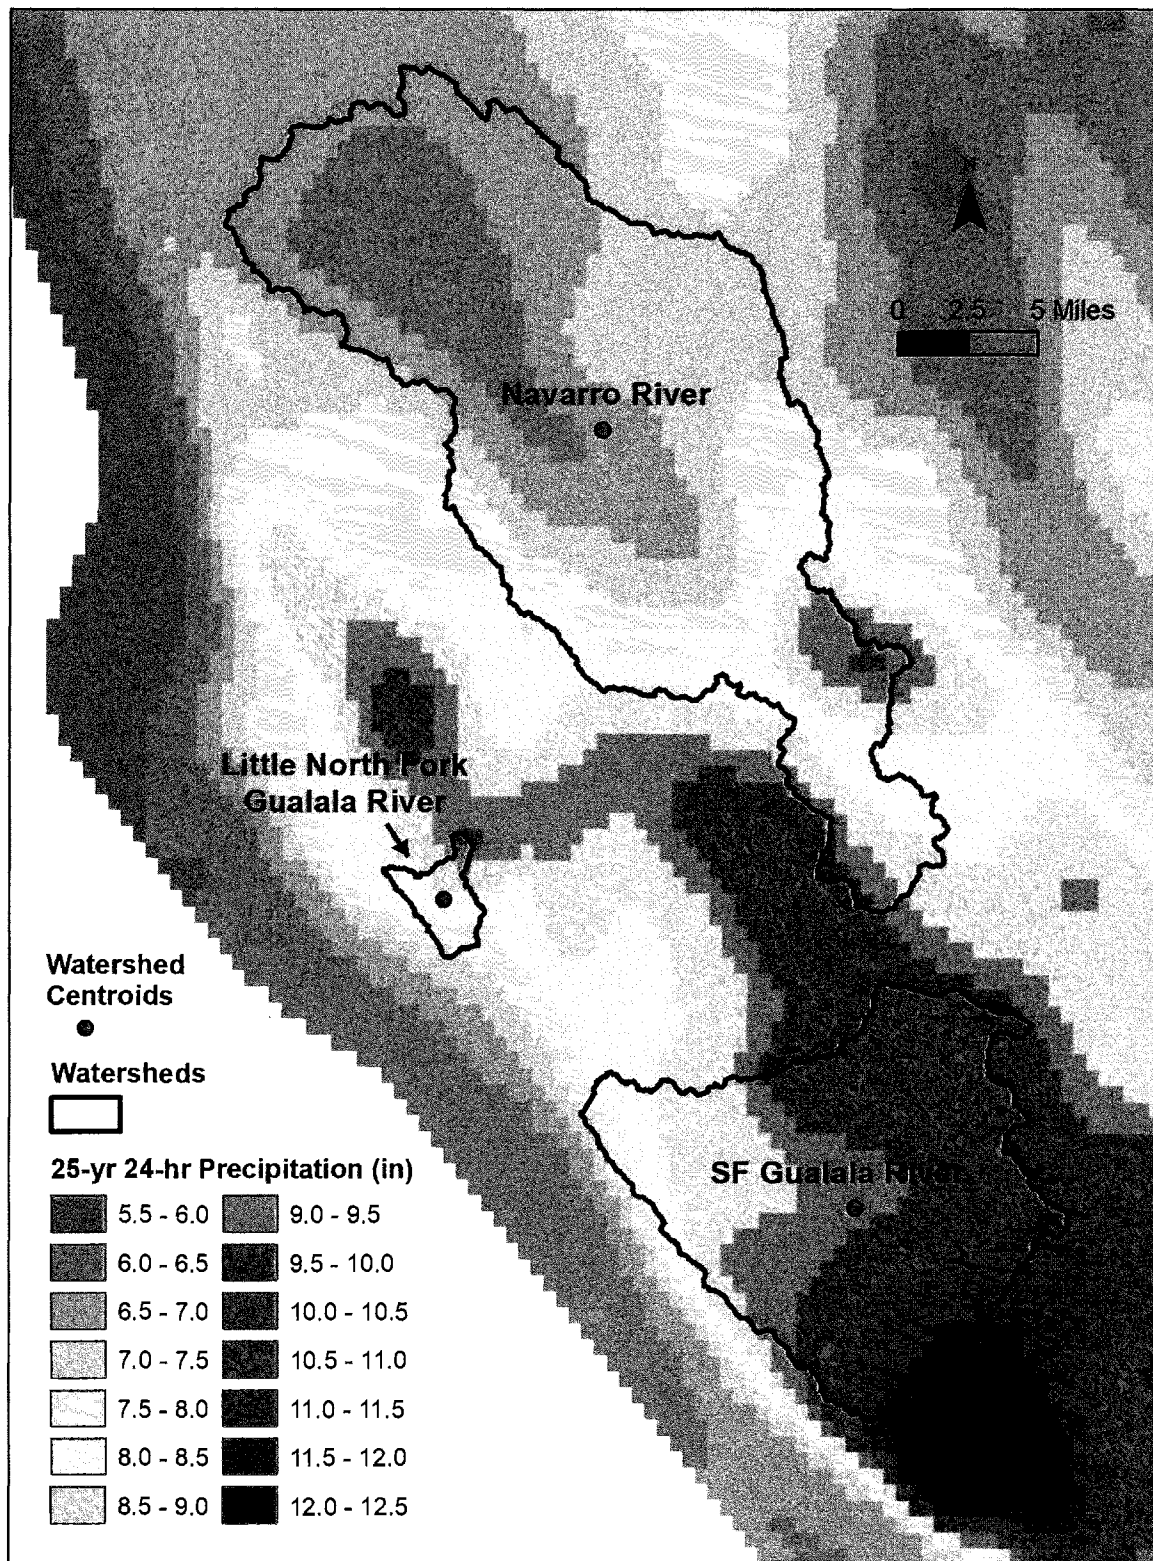 0 2.5 5 Miles
Navarro River
Little North Fork
Gualala River
Watershed
Centroids
Watersheds
SF Gualala River
25-yr 24-hr Precipitation (in)
5.5 - 6.0 9.0 - 9.5
6.0 - 6.5 9.5 - 10.0
6.5 - 7.0 10.0 - 10.5
7.0 - 7.5 10.5 - 11.0
7.5 - 8.0 11.0 - 11.5
8.0 - 8.5 11.5 - 12.0
8.5 - 9.0 12.0 - 12.5